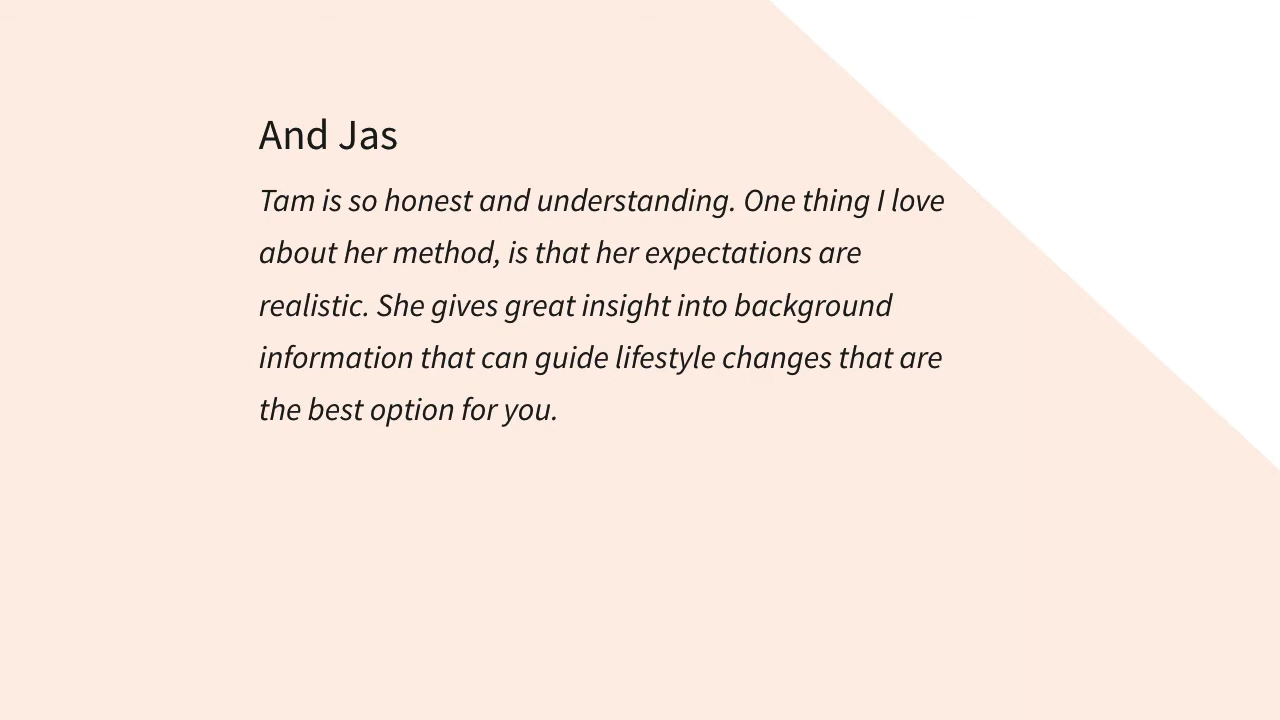 And Jas
Tam is so honest and understanding. One thing I love
about her method, is that her expectations are
realistic. She gives great insight into background
information that can guide lifestyle changes that are
the best option for you.